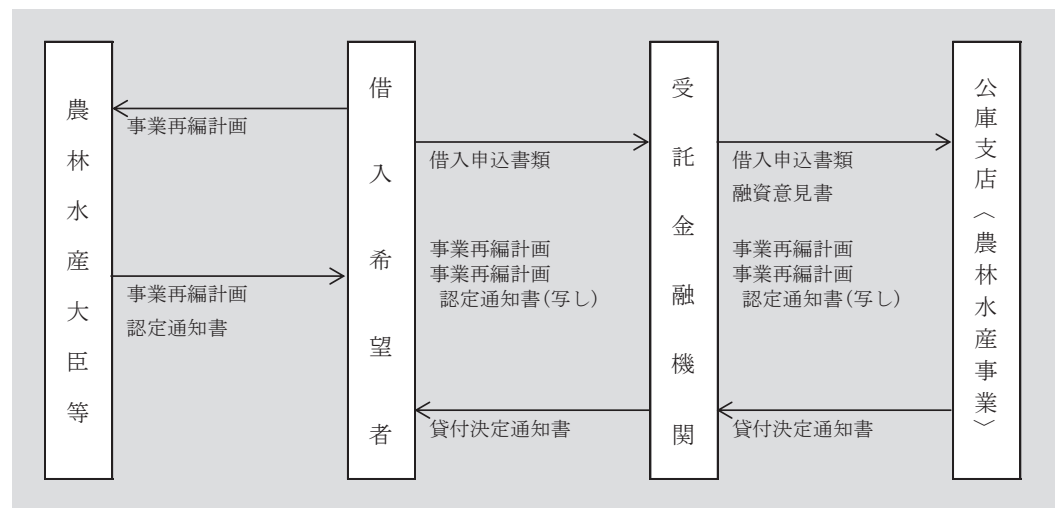 農林水産大臣等
事業再編計画
事業再編計画
認定通知書
借入希望者
借入申込書類
事業再編計画
事業再編計画
認定通知書(写し)
貸付決定通知書
受託金融機関
借入申込書類
融資意見書
事業再編計画
事業再編計画
認定通知書(写し)
貸付決定通知書
公庫支店〈農林水産事業〉